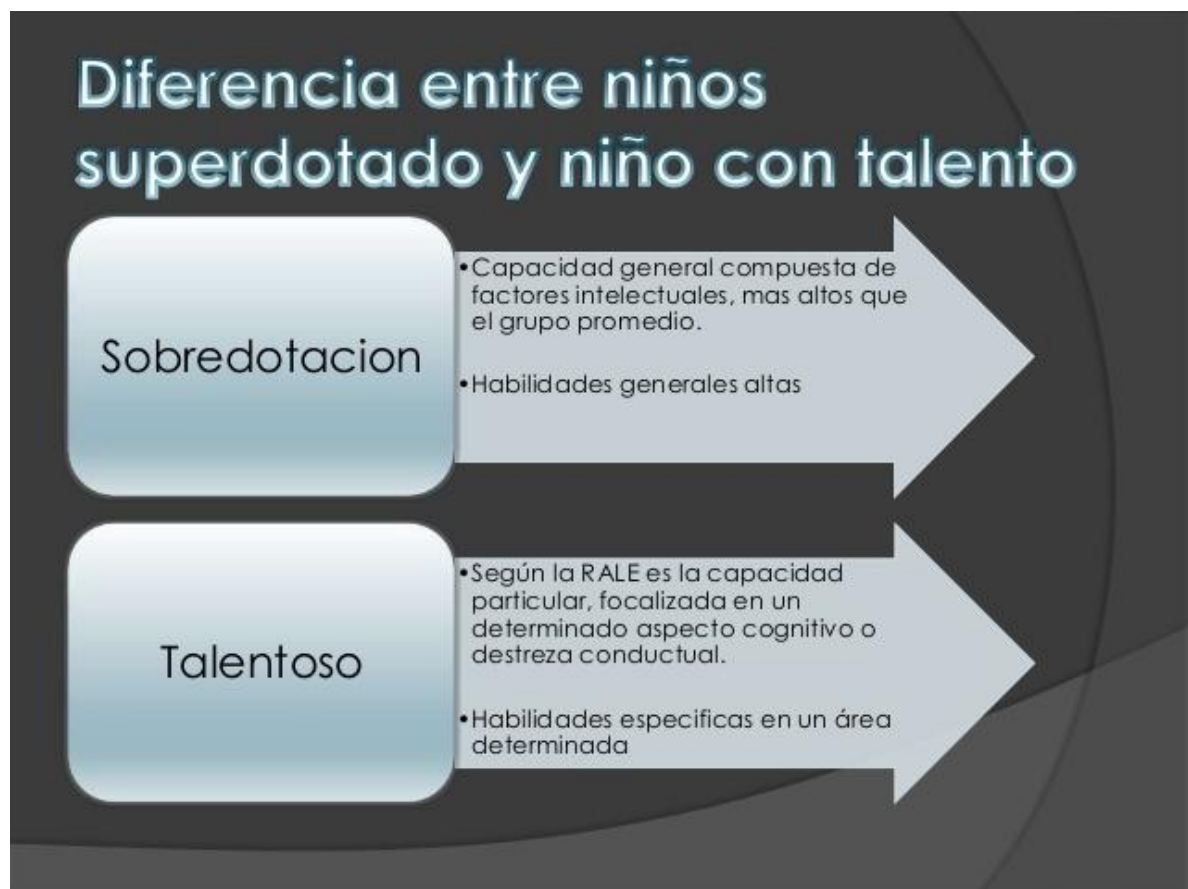 Diferencia entre niños
superdotado y niño con talento
Sobredotacion
•Capacidad general compuesta de
factores intelectuales, mas altos que
el grupo promedio.
•Habilidades generales altas
Talentoso
•Según la RALE es la capacidad
particular, focalizada en un
determinado aspecto cognitivo o
destreza conductual.
•Habilidades especificas en un área
determinada